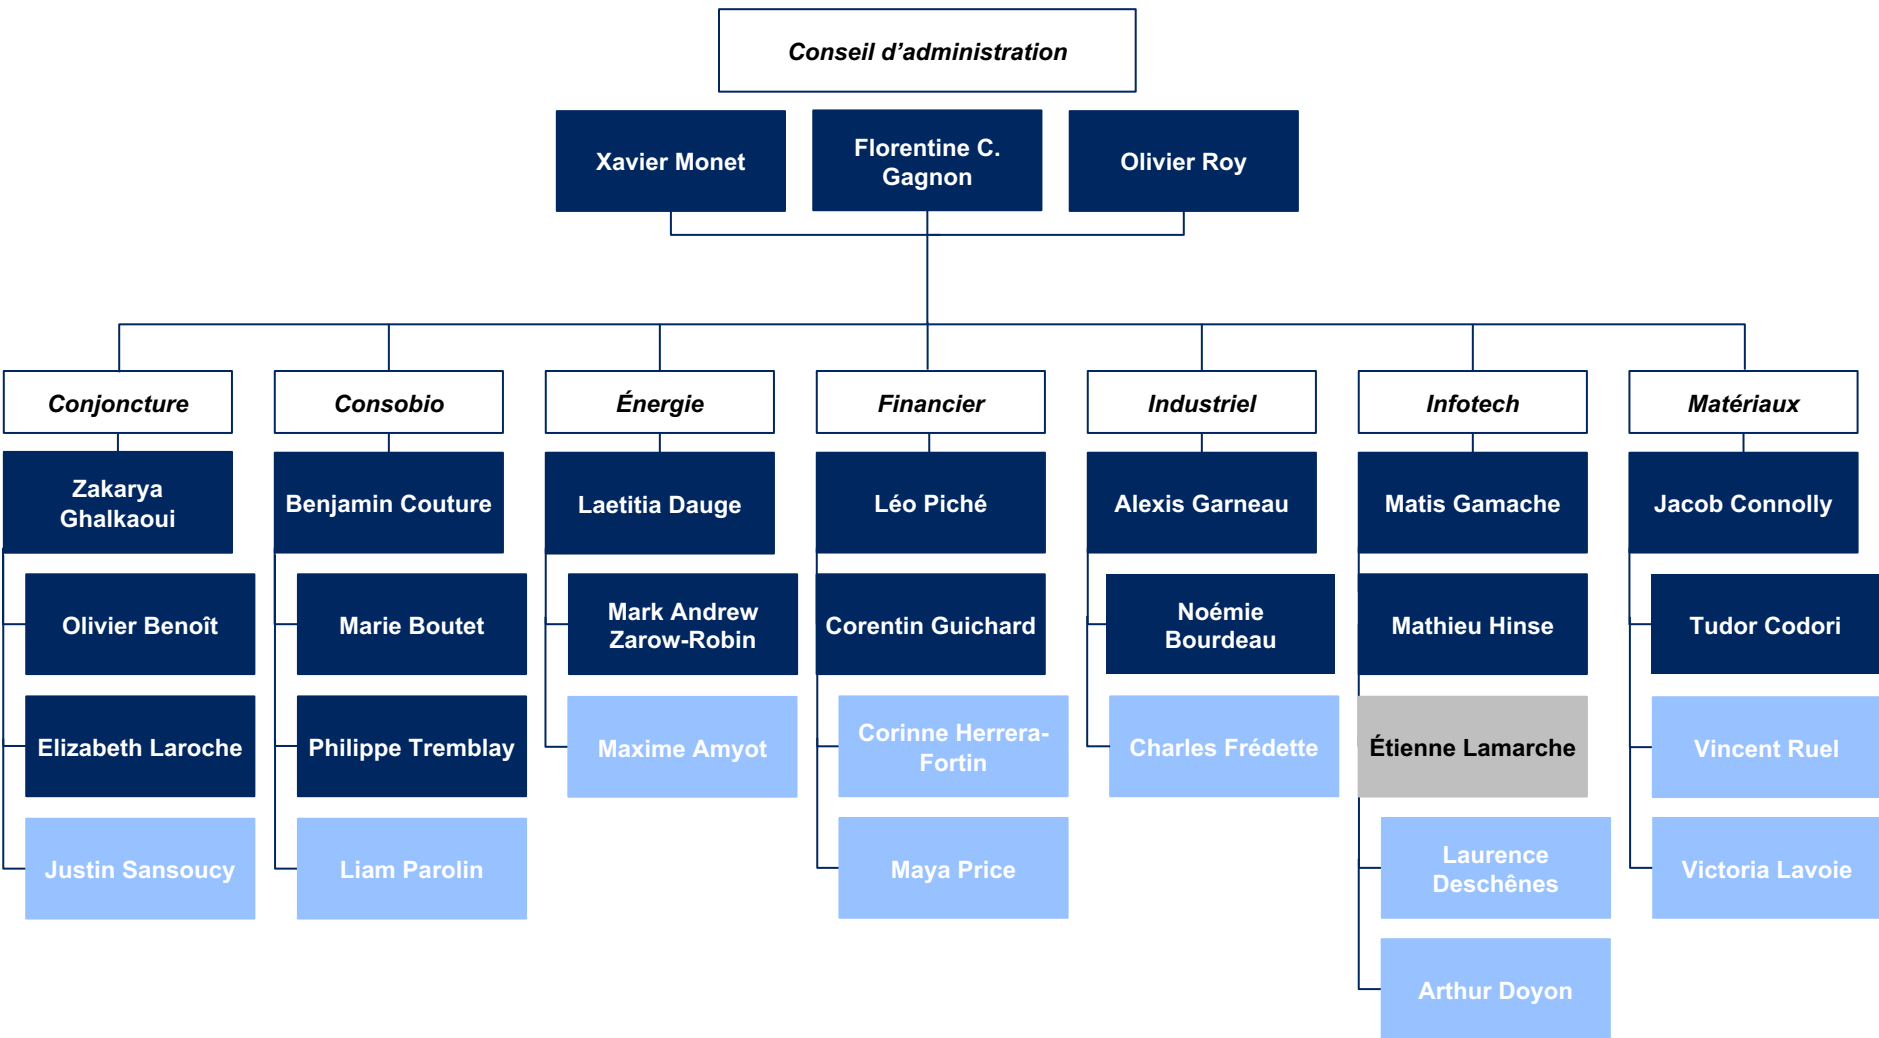 Conseil d’administration
Xavier Monet
Florentine C.
Gagnon
Olivier Roy
Conjoncture
Consobio
Énergie
Financier
Industriel
Infotech
Matériaux
Zakarya
Ghalkaoui
Benjamin Couture
Laetitia Dauge
Léo Piché
Alexis Garneau
Matis Gamache
Jacob Connolly
Olivier Benoît
Marie Boutet
Mark Andrew
Zarow-Robin
Corentin Guichard
Noémie
Bourdeau
Mathieu Hinse
Tudor Codori
Elizabeth Laroche
Philippe Tremblay
Maxime Amyot
Corinne Herrera-
Fortin
Charles Frédette
Étienne Lamarche
Vincent Ruel
Justin Sansoucy
Liam Parolin
Maya Price
Laurence
Deschênes
Victoria Lavoie
Arthur Doyon